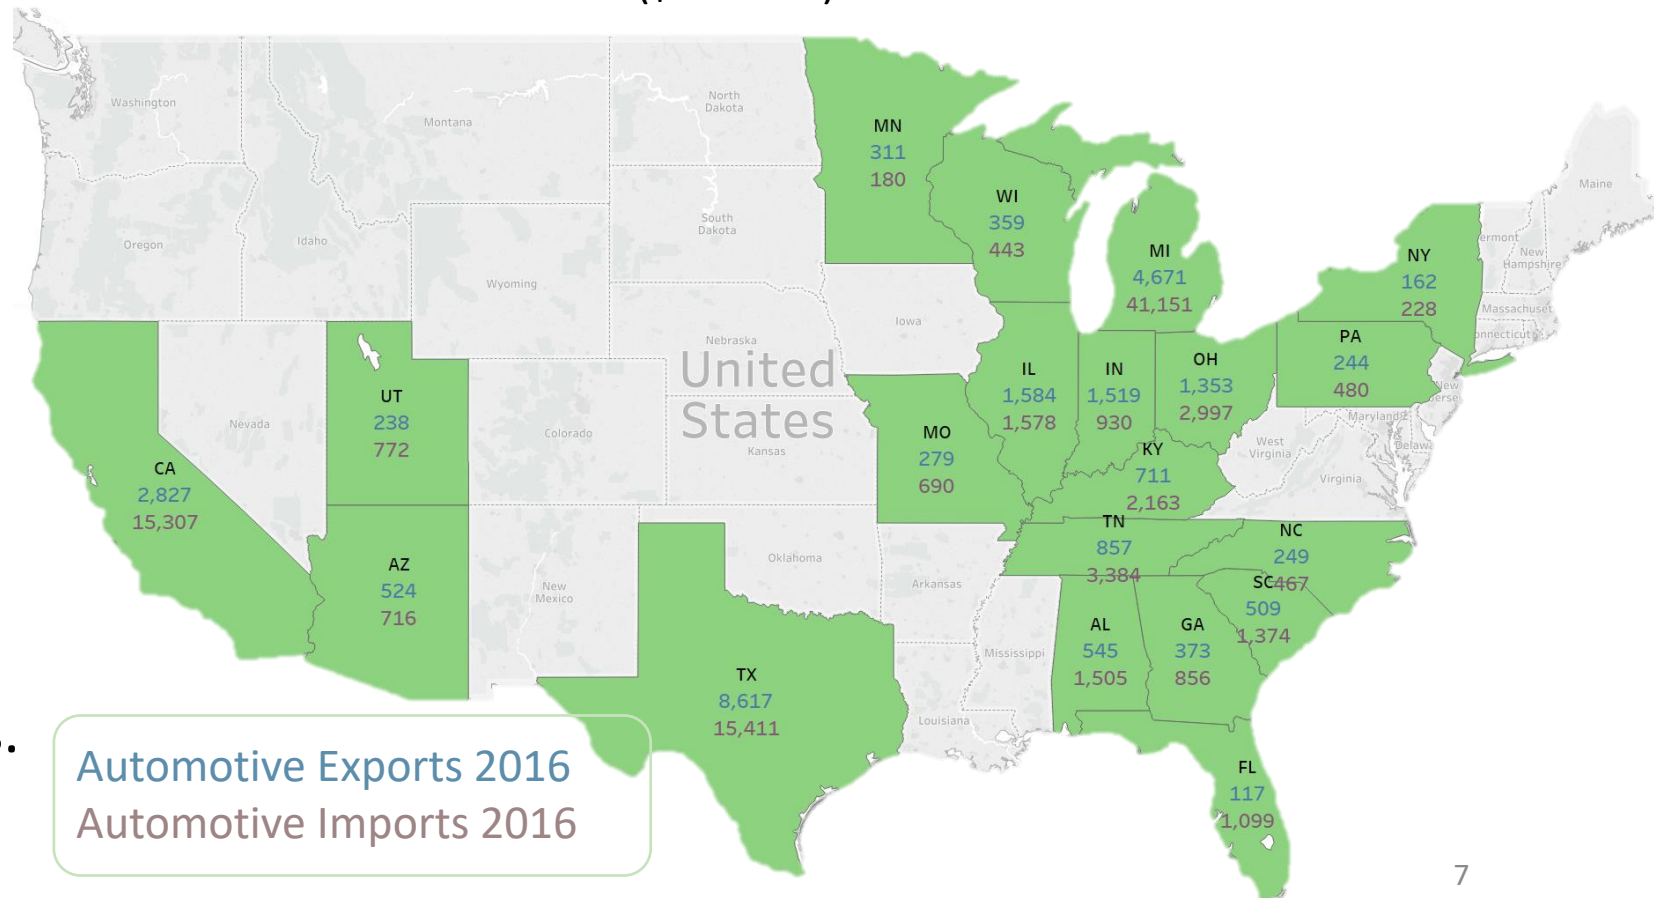 Washington
Montana
North
Dakota
Maine
MN
311
180
WI
359
443
South
Dakota
Oregon
Idaho
Wyoming
MI
4,671
41,151
NY
162
228
New
Hampshire
Iowa
Nebraska
United
States
PA
244
480
OH
1,353
2,997
IL
1,584
1,578
IN
1,519
930
UT
238
772
Nevada
Colorado
Kansas
MO
279
690
KY
711
2,163
West
Virginia
Virginia
CA
2,827
15,307
TN
857
3,384
NC
249
467
SC
509
1,374
AZ
524
716
New
Mexico
Oklahoma
Arkansas
Mississippi
AL
545
1,505
GA
373
856
TX
8,617
15,411
Louisiana
FL
117
1,099
Automotive Exports 2016
Automotive Imports 2016
7